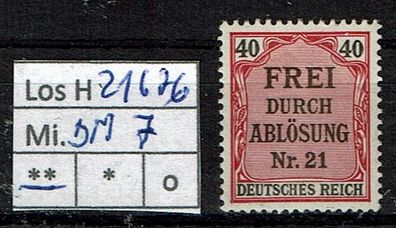 Los H 21676
Mi. DM 7
** * o
40 40
FREI
DURCH
ABLÖSUNG
Nr. 21
DEUTSCHES REICH